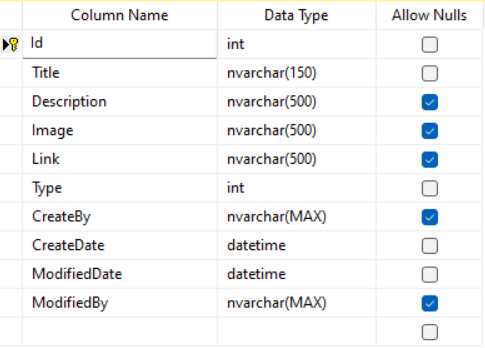 Column Name Data Type Allow Nulls
Id int
Title nvarchar(150)
Description nvarchar(500)
Image nvarchar(500)
Link nvarchar(500)
Type int
CreateBy nvarchar(MAX)
CreateDate datetime
ModifiedDate datetime
ModifiedBy nvarchar(MAX)